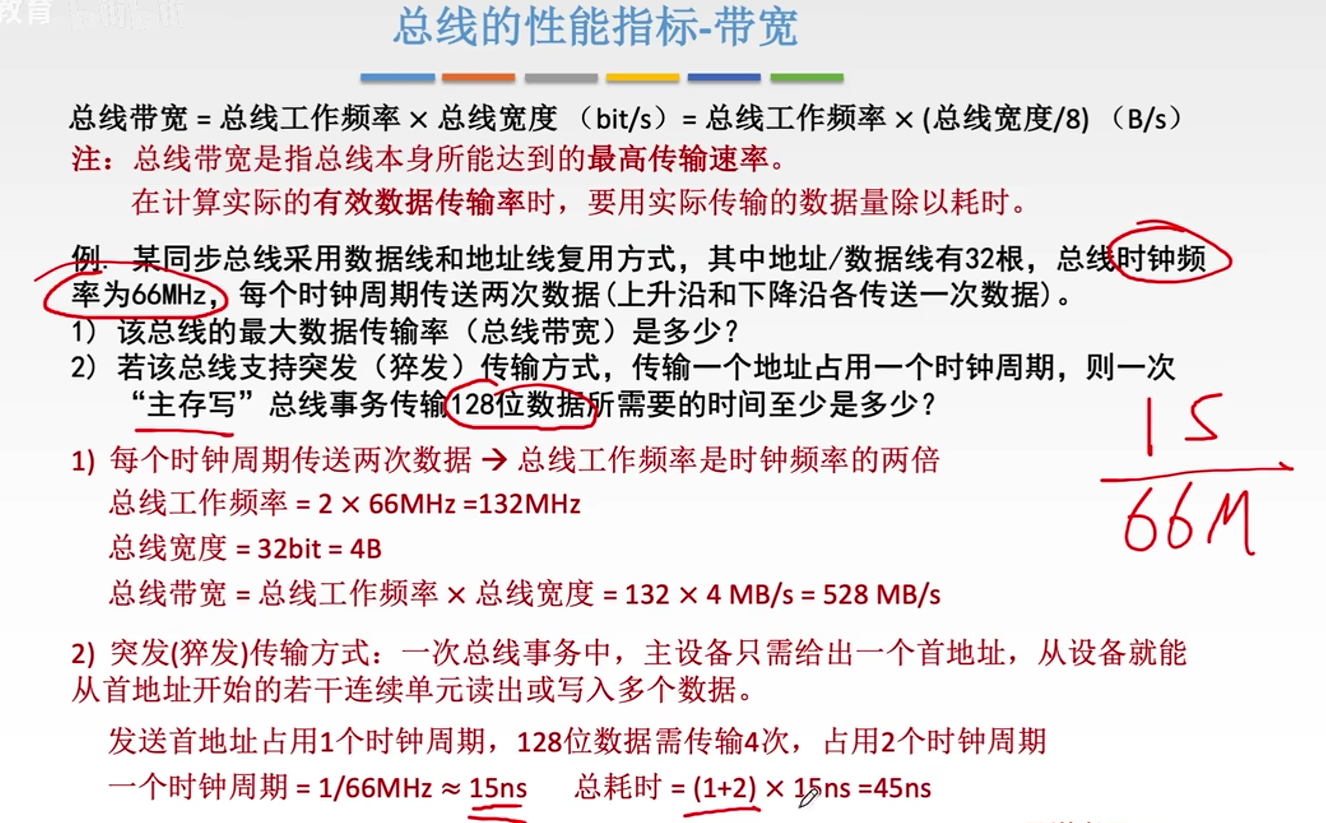 教育
总线的性能指标-带宽
总线带宽 = 总线工作频率 × 总线宽度 （bit/s）= 总线工作频率 × (总线宽度/8) （B/s）
注：总线带宽是指总线本身所能达到的最高传输速率。
在计算实际的有效数据传输率时，要用实际传输的数据量除以耗时。
例. 某同步总线采用数据线和地址线复用方式，其中地址/数据线有32根，总线时钟频
率为66MHz，每个时钟周期传送两次数据(上升沿和下降沿各传送一次数据)。
1) 该总线的最大数据传输率（总线带宽）是多少？
2) 若该总线支持突发（猝发）传输方式，传输一个地址占用一个时钟周期，则一次
“主存写”总线事务传输128位数据所需要的时间至少是多少？
1S
66M
1) 每个时钟周期传送两次数据 → 总线工作频率是时钟频率的两倍
总线工作频率 = 2 × 66MHz =132MHz
总线宽度 = 32bit = 4B
总线带宽 = 总线工作频率 × 总线宽度 = 132 × 4 MB/s = 528 MB/s
2) 突发(猝发)传输方式：一次总线事务中，主设备只需给出一个首地址，从设备就能
从首地址开始的若干连续单元读出或写入多个数据。
发送首地址占用1个时钟周期，128位数据需传输4次，占用2个时钟周期
一个时钟周期 = 1/66MHz ≈ 15ns 总耗时 = (1+2) × 15ns =45ns